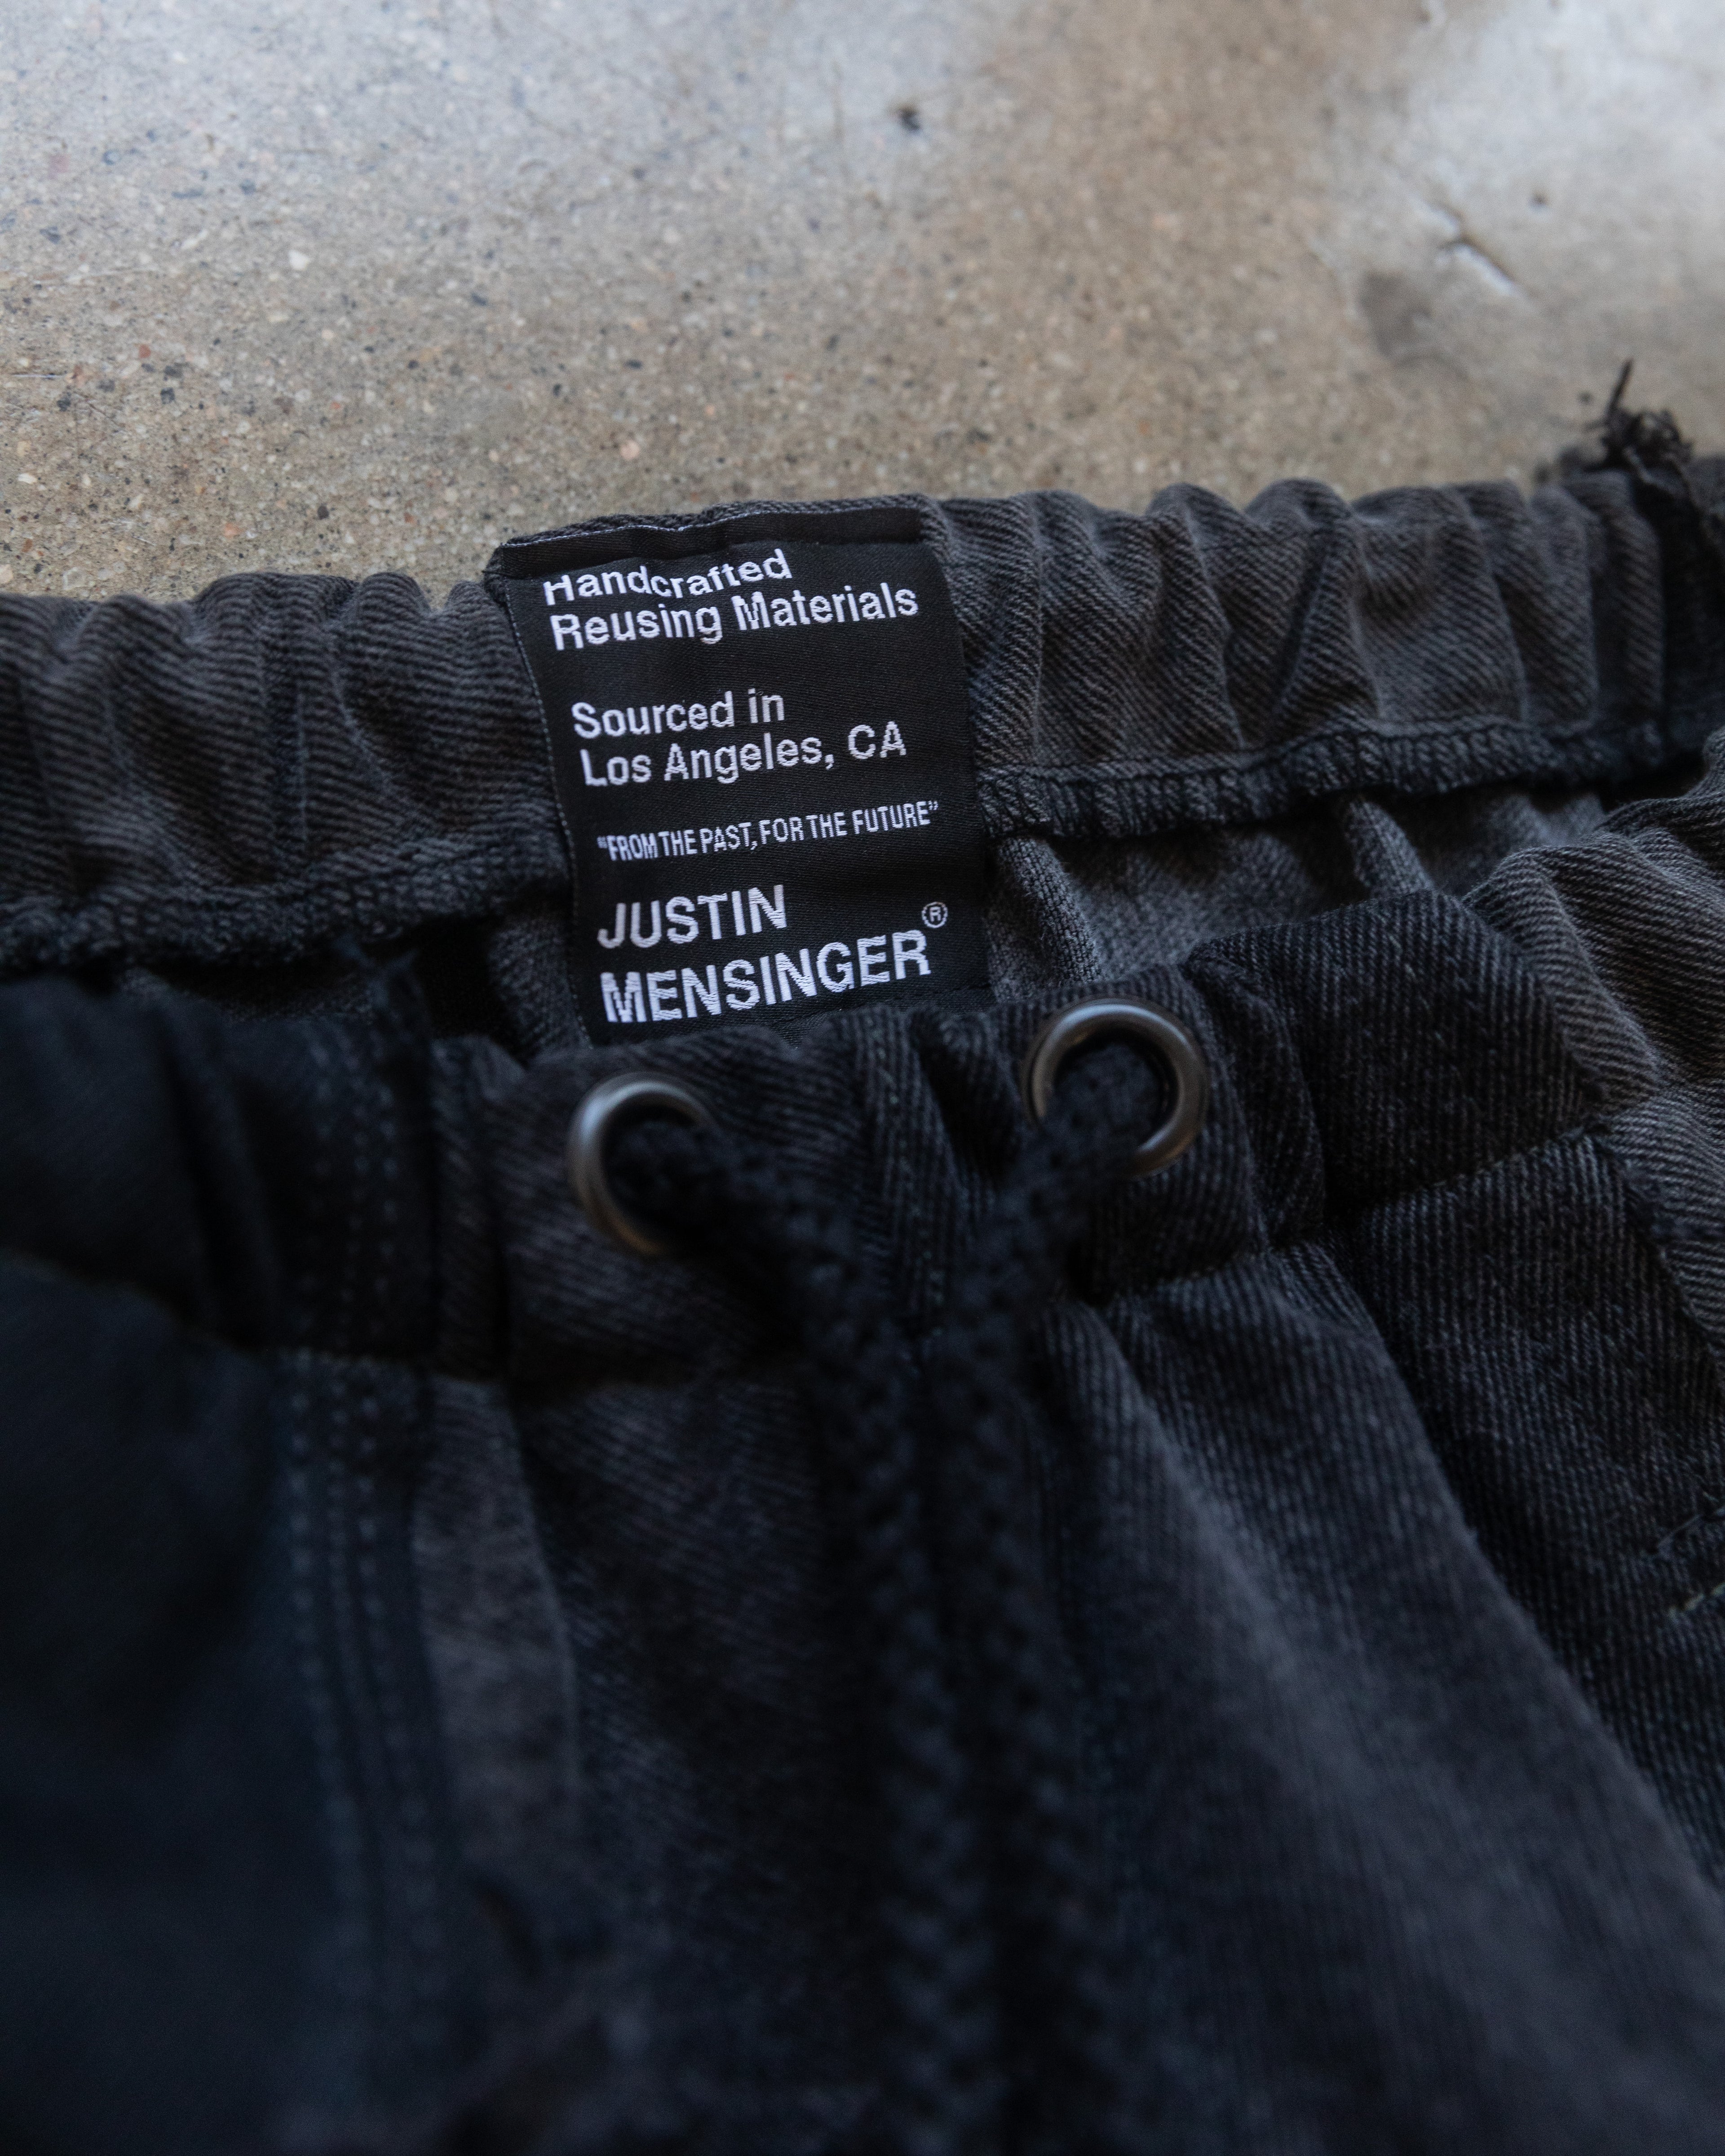 Handcrafted
Reusing Materials
Sourced in
Los Angeles, CA
“FROM THE PAST, FOR THE FUTURE”
JUSTIN
MENSINGER®